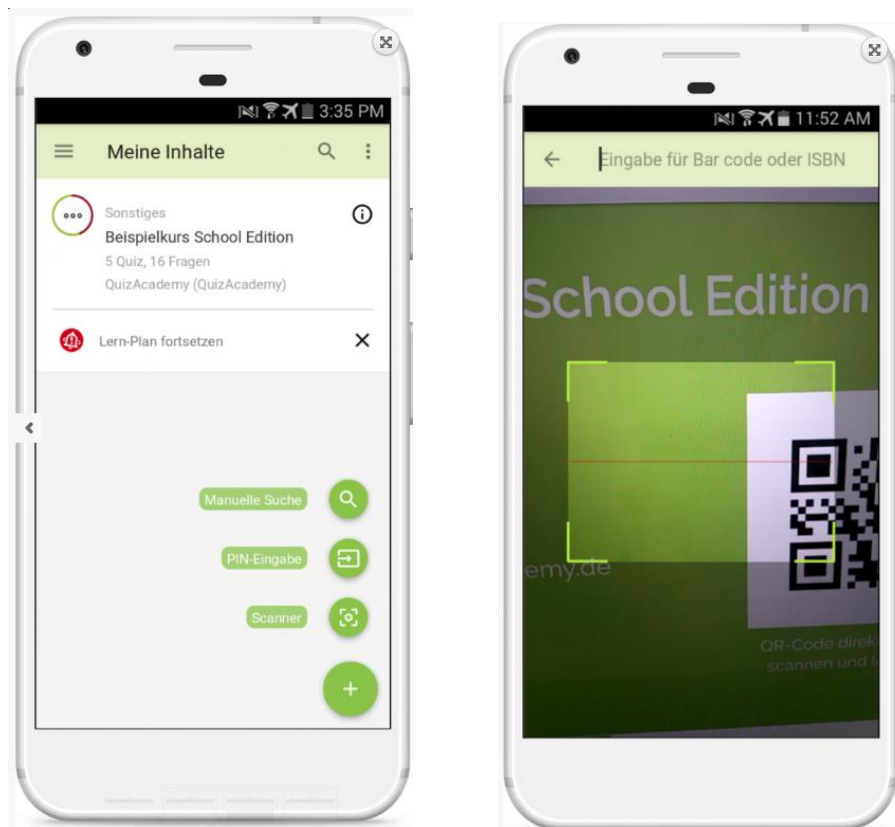 3:35 PM
Meine Inhalte
Sonstiges
Beispielkurs School Edition
5 Quiz, 16 Fragen
QuizAcademy (QuizAcademy)
Lern-Plan fortsetzen
Manuelle Suche
PIN-Eingabe
Scanner
11:52 AM
Eingabe für Bar code oder ISBN
School Edition
emy.de
QR-Code direk
scannen und l